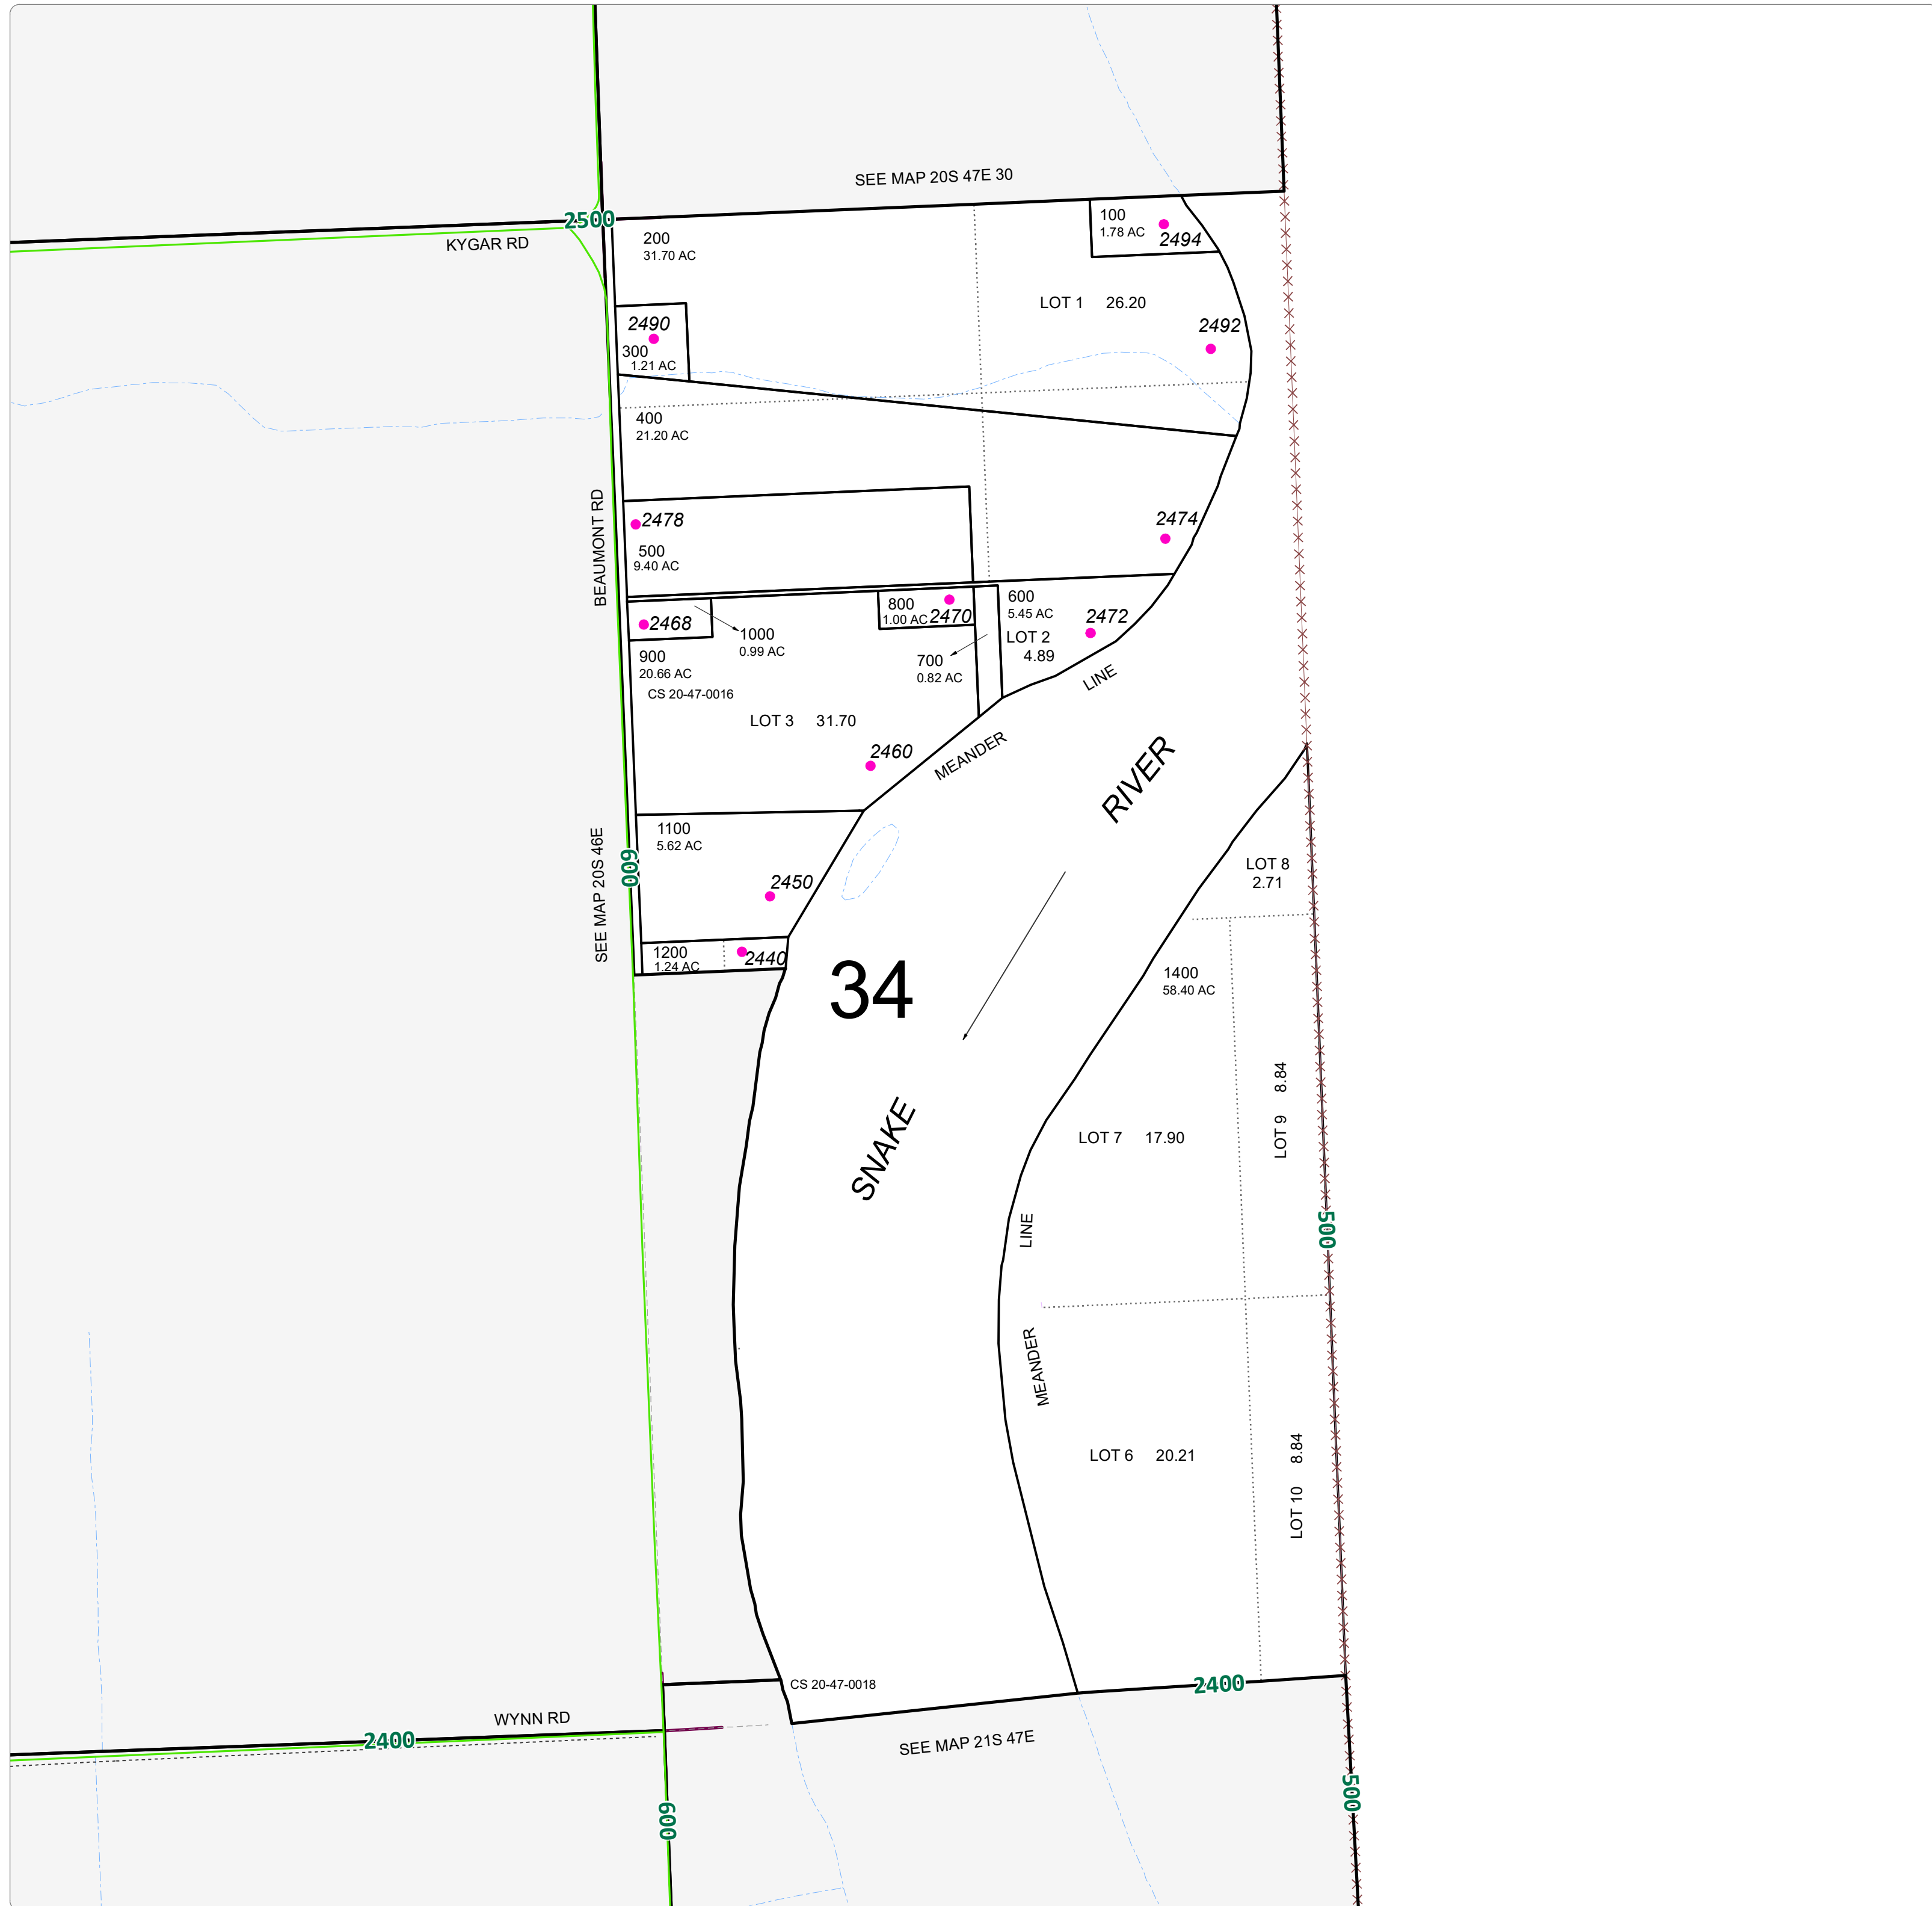 SEE MAP 20S 47E 30
2500
KYGAR RD
100
1.78 AC
2494
200
31.70 AC
LOT 1 26.20
2492
2490
300
1.21 AC
400
21.20 AC
BEAUMONT RD
2478
500
9.40 AC
2474
2468
1000
0.99 AC
800
1.00 AC
2470
600
5.45 AC
2472
LOT 2
4.89
700
0.82 AC
900
20.66 AC
CS 20-47-0016
LOT 3 31.70
LINE
MEANDER
2460
RIVER
1100
5.62 AC
2450
SEE MAP 20S 46E
600
LOT 8
2.71
1200
1.24 AC
2440
34
1400
58.40 AC
LOT 9 8.84
LOT 7 17.90
SNAKE
LINE
500
MEANDER
LOT 6 20.21
LOT 10 8.84
CS 20-47-0018
2400
WYNN RD
2400
SEE MAP 21S 47E
600
500